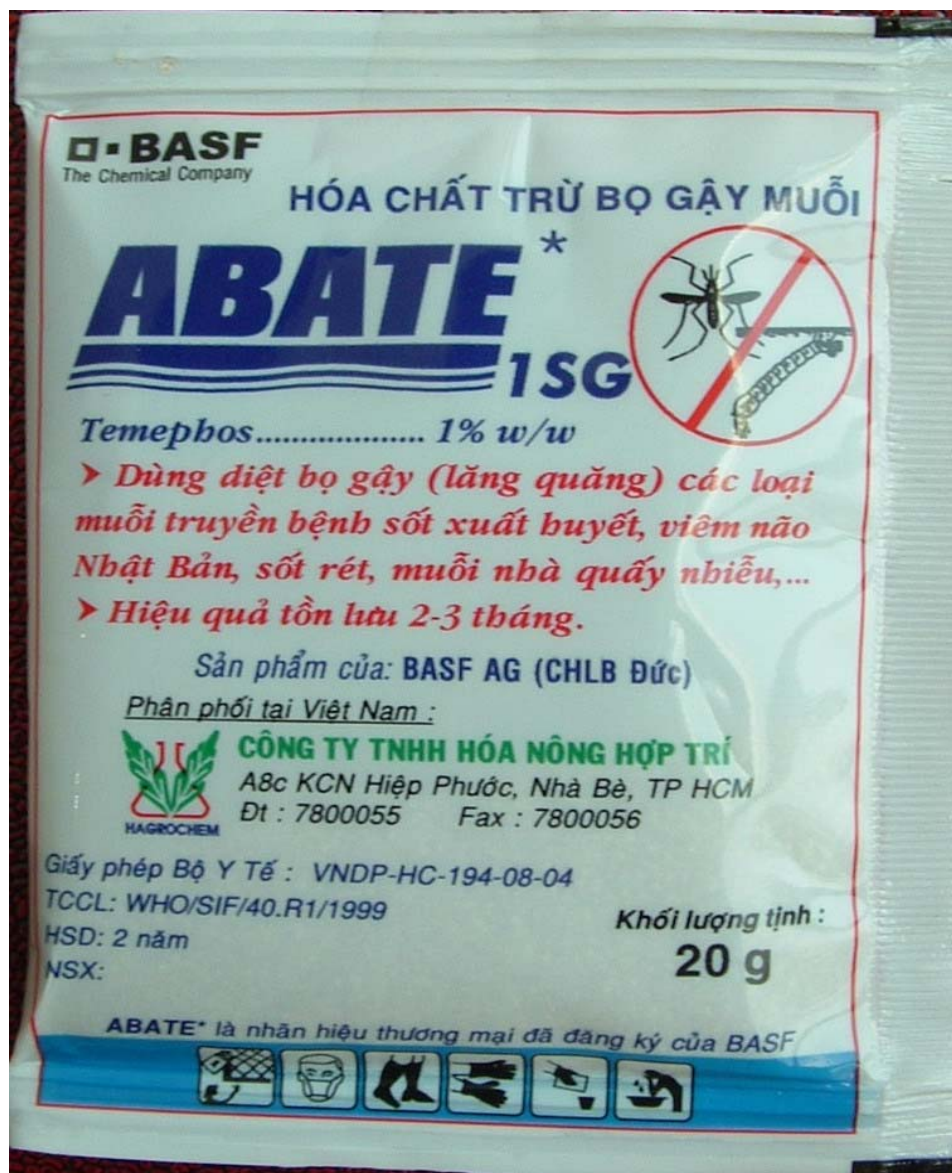 BASF
The Chemical Company
HÓA CHẤT TRỪ BỌ GẬY MUỖI
ABATE*
1SG
Temephos................... 1% w/w
➤ Dùng diệt bọ gậy (lăng quăng) các loại
muỗi truyền bệnh sốt xuất huyết, viêm não
Nhật Bản, sốt rét, muỗi nhà quấy nhiễu,...
➤ Hiệu quả tồn lưu 2-3 tháng.
Sản phẩm của: BASF AG (CHLB Đức)
Phân phối tại Việt Nam :
CÔNG TY TNHH HÓA NÔNG HỢP TRÍ
A8c KCN Hiệp Phước, Nhà Bè, TP HCM
Đt : 7800055 Fax : 7800056
HAGROCHEM
Giấy phép Bộ Y Tế : VNDP-HC-194-08-04
TCCL: WHO/SIF/40.R1/1999
HSD: 2 năm
NSX:
Khối lượng tịnh :
20 g
ABATE* là nhãn hiệu thương mại đã đăng ký của BASF